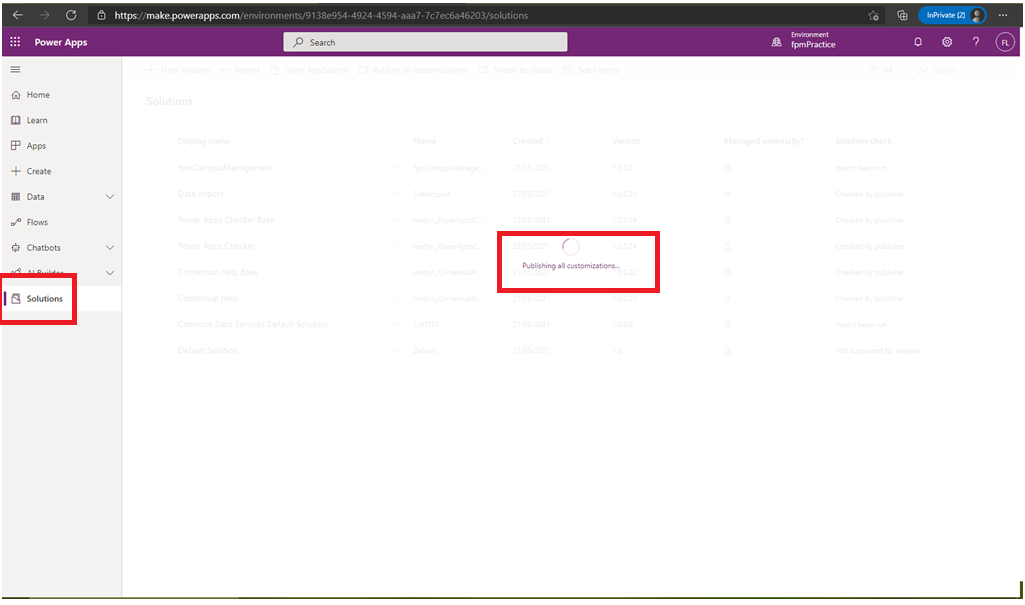 https://make.powerapps.com/environments/9138e954-4924-4594-aaa7-7c7ec6a46203/solutions
InPrivate (2)
Power Apps
Search
Environment
fpmPractice
FL
New solution Import Open AppSource Publish all customizations Switch to classic See history All Search
Home
Learn
Apps
Create
Data
Flows
Chatbots
AI Builder
Solutions
Solutions
Display name Name Created Version Managed externally? Solution check
fpmCampusManagement fpmCampusManage... 27/05/2021 1.0.0.0 Hasn't been run
Data Import DataImport 27/05/2021 1.0.0.10 Checked by publisher
Power Apps Checker Base msdyn_PowerAppsC... 22/05/2021 1.2.0.74 Checked by publisher
Power Apps Checker msdyn_PowerAppsC... 22/05/2021 1.2.0.74 Checked by publisher
Publishing all customizations...
Contextual Help Base msdyn_ContextualH... 21/05/2021 1.0.0.22 Checked by publisher
Contextual Help msdyn_ContextualH... 21/05/2021 1.0.0.22 Checked by publisher
Common Data Services Default Solution 21/05/2021 1.0.0.0 Hasn't been run
Default Solution Default 21/05/2021 1.0 Not supported for analysis